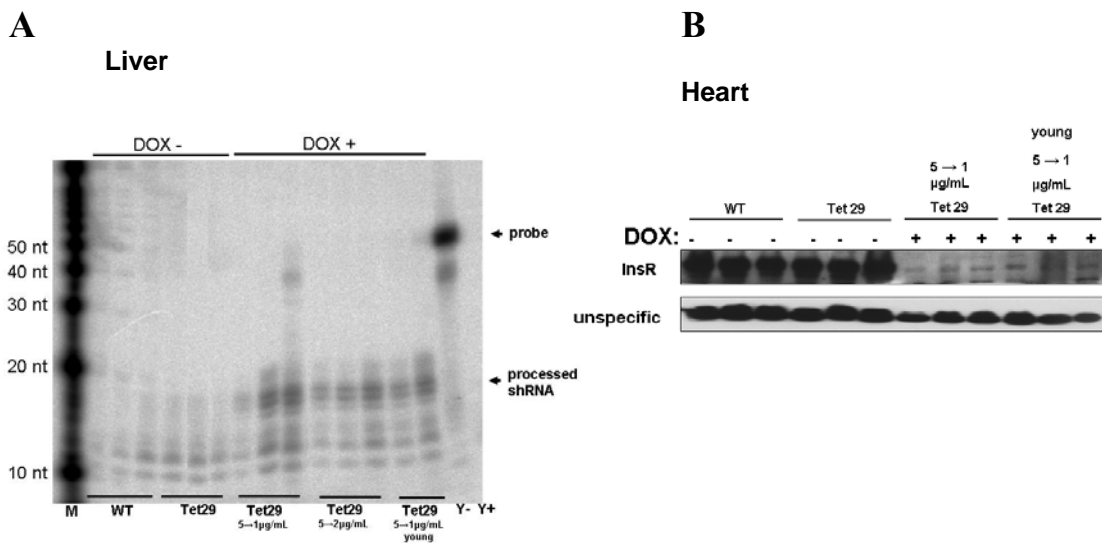 A
Liver
DOX -
DOX +
50 nt
40 nt
30 nt
20 nt
10 nt
probe
processed
shRNA
M
WT
Tet29
Tet29
5→1µg/mL
Tet29
5→2µg/mL
Tet29
5→1µg/mL
young
Y-
Y+
B
Heart
young
5 → 1
µg/mL
5 → 1
µg/mL
WT
Tet 29
Tet 29
Tet 29
DOX: - - - - - - + + + + + +
InsR
unspecific